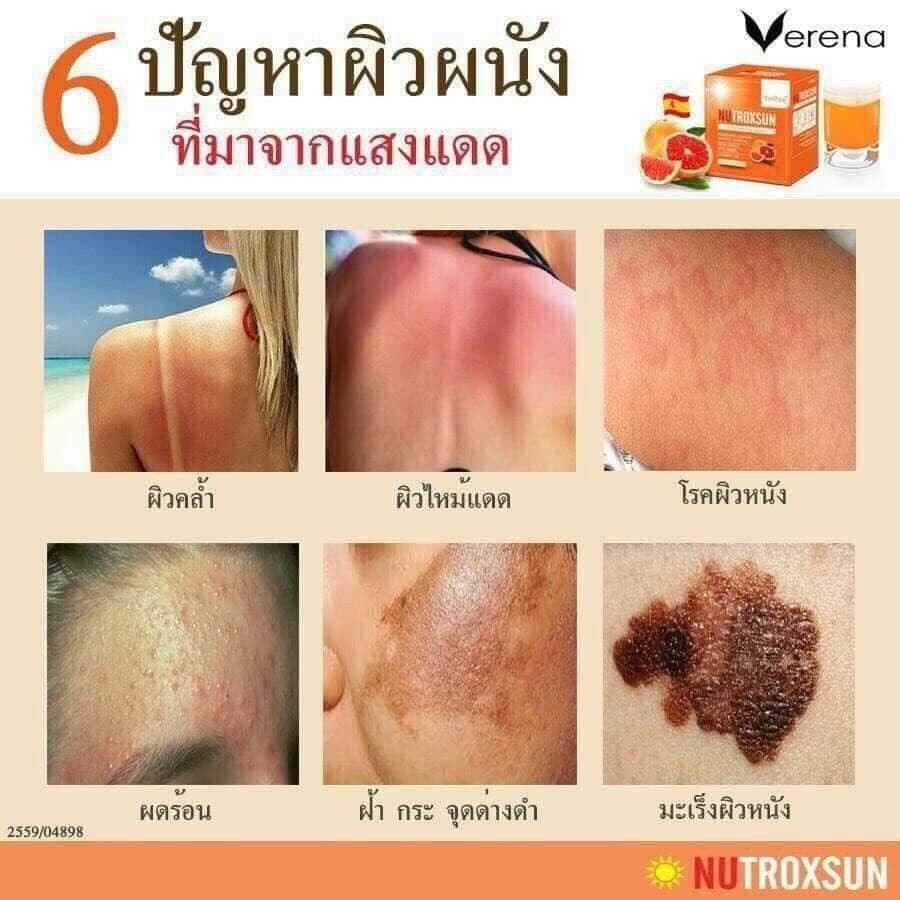 6 ปัญหาผิวผนัง
ที่มาจากแสงแดด
Verena
NUTROXSUN
ผิวคล้ำ
ผิวไหม้แดด
โรคผิวหนัง
ผดร้อน
ฝ้า กระ จุดด่างดำ
มะเร็งผิวหนัง
2559/04898
NUTROXSUN